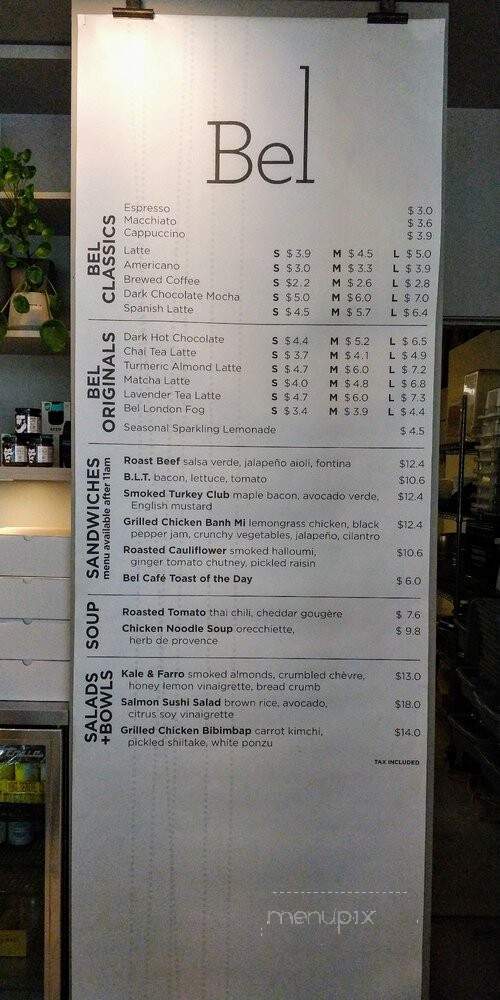 Bel
BEL CLASSICS
Espresso $ 3.0
Macchiato $ 3.6
Cappuccino $ 3.9
Latte S $ 3.9 M $ 4.5 L $ 5.0
Americano S $ 3.0 M $ 3.3 L $ 3.9
Brewed Coffee S $2.2 M $ 2.6 L $ 2.8
Dark Chocolate Mocha S $5.0 M $6.0 L $ 7.0
Spanish Latte S $ 4.5 M $ 5.7 L $ 6.4
BEL ORIGINALS
Dark Hot Chocolate S $4.4 M $ 5.2 L $ 6.5
Chai Tea Latte S $ 3.7 M $ 4.1 L $ 4.9
Turmeric Almond Latte S $ 4.7 M $ 6.0 L $ 7.2
Matcha Latte S $ 4.0 M $ 4.8 L $ 6.8
Lavender Tea Latte S $ 4.7 M $ 6.0 L $ 7.3
Bel London Fog S $ 3.4 M $ 3.9 L $ 4.4
Seasonal Sparkling Lemonade $ 4.5
SANDWICHES
menu available after 11am
Roast Beef salsa verde, jalapeño aioli, fontina $12.4
B.L.T. bacon, lettuce, tomato $10.6
Smoked Turkey Club maple bacon, avocado verde, $12.4
English mustard
Grilled Chicken Banh Mi lemongrass chicken, black $12.4
pepper jam, crunchy vegetables, jalapeño, cilantro
Roasted Cauliflower smoked halloumi, $10.6
ginger tomato chutney, pickled raisin
Bel Café Toast of the Day $ 6.0
SOUP
Roasted Tomato thai chili, cheddar gougère $ 7.6
Chicken Noodle Soup orecchiette, $ 9.8
herb de provence
SALADS +BOWLS
Kale & Farro smoked almonds, crumbled chèvre, $13.0
honey lemon vinaigrette, bread crumb
Salmon Sushi Salad brown rice, avocado, $18.0
citrus soy vinaigrette
Grilled Chicken Bibimbap carrot kimchi, $14.0
pickled shiitake, white ponzu
TAX INCLUDED
menupix